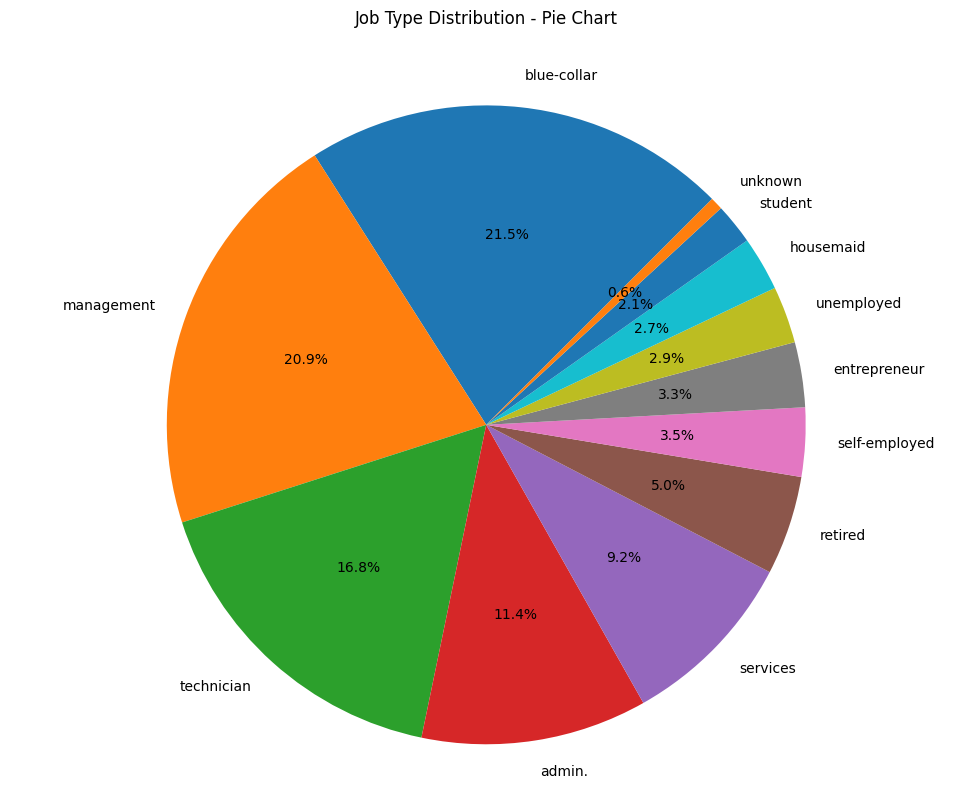 Job Type Distribution - Pie Chart
blue-collar
unknown
student
housemaid
unemployed
entrepreneur
self-employed
retired
services
admin.
technician
management
21.5%
0.6%
2.1%
2.7%
2.9%
3.3%
3.5%
5.0%
9.2%
11.4%
16.8%
20.9%